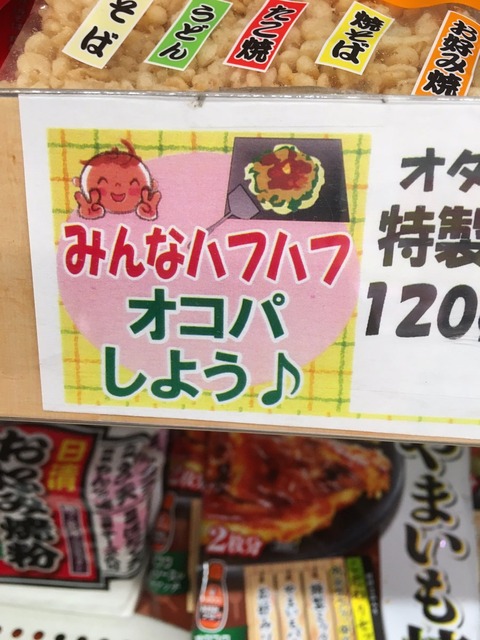 そば
うどん
たこ焼
焼そば
お好み焼
みんなハフハフ
オコパ
しよう♪
オタ
特製
120g
日清
お好み焼粉
2枚分
やまいも